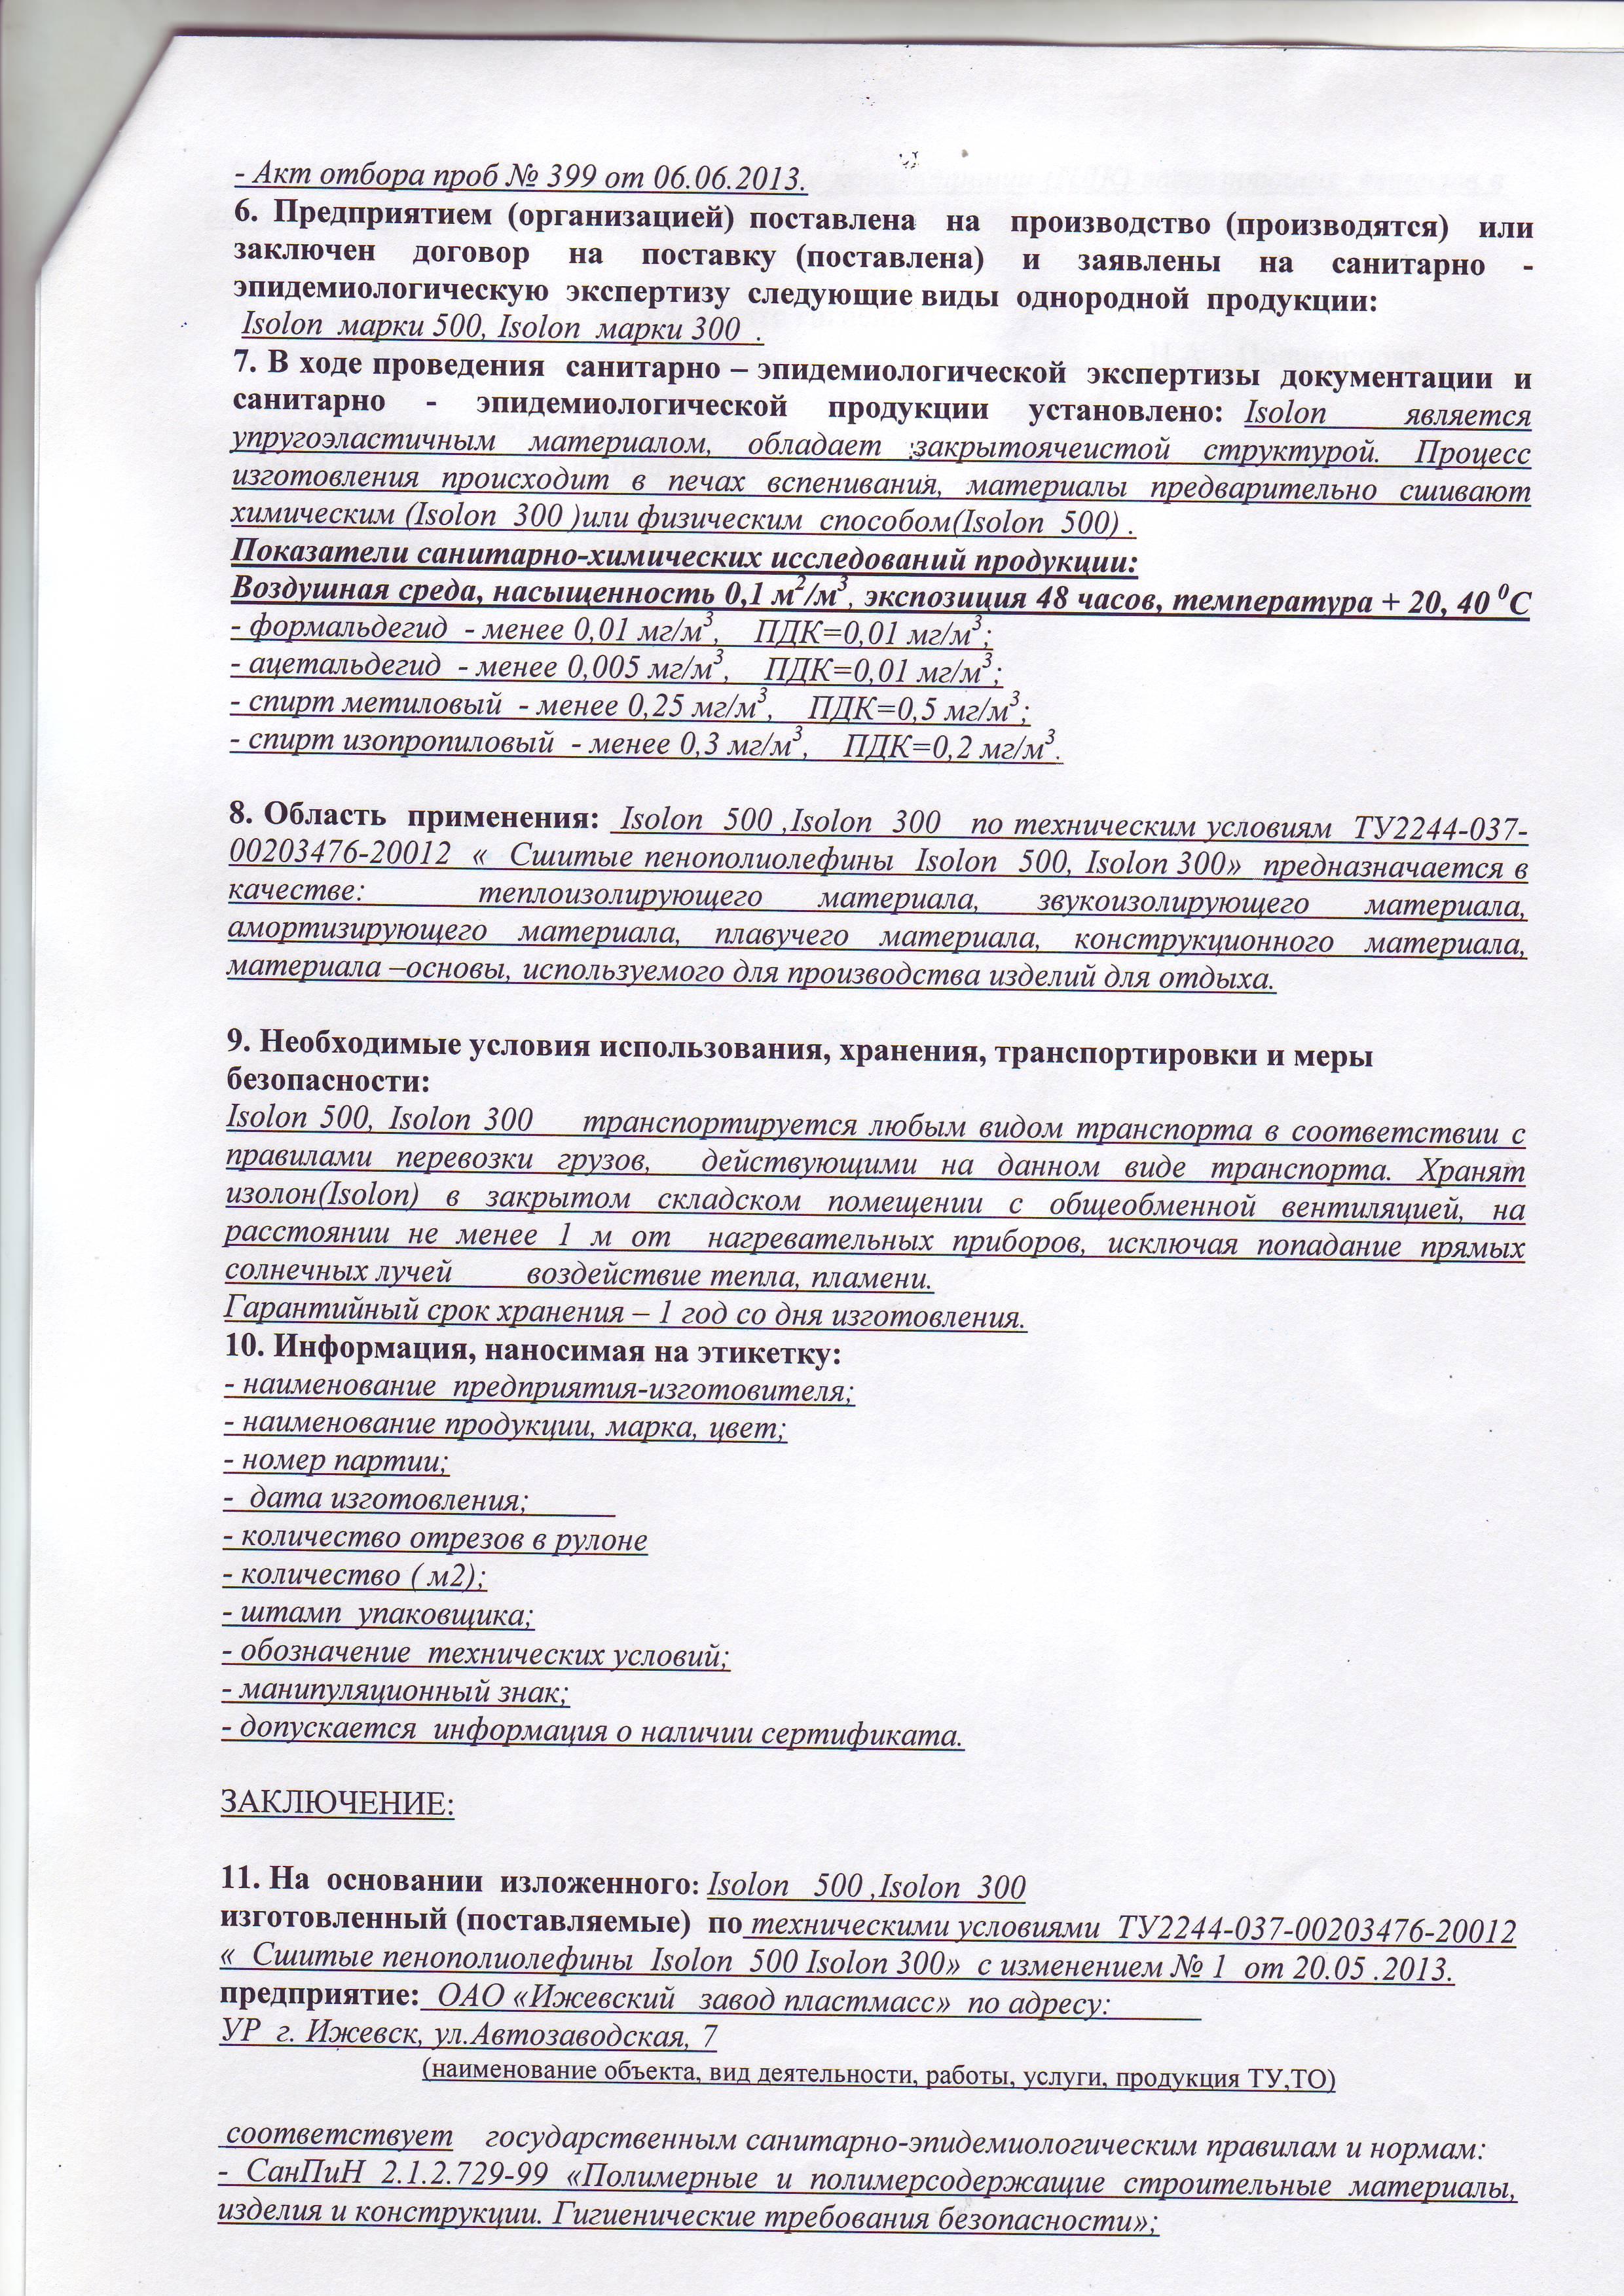 - Акт отбора проб № 399 от 06.06.2013.
6. Предприятием (организацией) поставлена на производство (производятся) или
заключен договор на поставку (поставлена) и заявлены на санитарно -
эпидемиологическую экспертизу следующие виды однородной продукции:
Isolon марки 500, Isolon марки 300 .
7. В ходе проведения санитарно – эпидемиологической экспертизы документации и
санитарно - эпидемиологической продукции установлено: Isolon является
упругоэластичным материалом, обладает закрытоячеистой структурой. Процесс
изготовления происходит в печах вспенивания, материалы предварительно сшивают
химическим (Isolon 300 )или физическим способом(Isolon 500) .
Показатели санитарно-химических исследований продукции:
Воздушная среда, насыщенность 0,1 м²/м³, экспозиция 48 часов, температура + 20, 40 ⁰С
- формальдегид - менее 0,01 мг/м³, ПДК=0,01 мг/м³;
- ацетальдегид - менее 0,005 мг/м³, ПДК=0,01 мг/м³;
- спирт метиловый - менее 0,25 мг/м³, ПДК=0,5 мг/м³;
- спирт изопропиловый - менее 0,3 мг/м³, ПДК=0,2 мг/м³.
8. Область применения: Isolon 500 ,Isolon 300 по техническим условиям ТУ2244-037-
00203476-20012 « Сшитые пенополиолефины Isolon 500, Isolon 300» предназначается в
качестве: теплоизолирующего материала, звукоизолирующего материала,
амортизирующего материала, плавучего материала, конструкционного материала,
материала –основы, используемого для производства изделий для отдыха.
9. Необходимые условия использования, хранения, транспортировки и меры
безопасности:
Isolon 500, Isolon 300 транспортируется любым видом транспорта в соответствии с
правилами перевозки грузов, действующими на данном виде транспорта. Хранят
изолон(Isolon) в закрытом складском помещении с общеобменной вентиляцией, на
расстоянии не менее 1 м от нагревательных приборов, исключая попадание прямых
солнечных лучей воздействие тепла, пламени.
Гарантийный срок хранения – 1 год со дня изготовления.
10. Информация, наносимая на этикетку:
- наименование предприятия-изготовителя;
- наименование продукции, марка, цвет;
- номер партии;
- дата изготовления;
- количество отрезов в рулоне
- количество ( м2);
- штамп упаковщика;
- обозначение технических условий;
- манипуляционный знак;
- допускается информация о наличии сертификата.
ЗАКЛЮЧЕНИЕ:
11. На основании изложенного: Isolon 500 ,Isolon 300
изготовленный (поставляемые) по техническими условиями ТУ2244-037-00203476-20012
« Сшитые пенополиолефины Isolon 500 Isolon 300» с изменением № 1 от 20.05 .2013.
предприятие: ОАО «Ижевский завод пластмасс» по адресу:
УР г. Ижевск, ул.Автозаводская, 7
(наименование объекта, вид деятельности, работы, услуги, продукция ТУ,ТО)
соответствует государственным санитарно-эпидемиологическим правилам и нормам:
- СанПиН 2.1.2.729-99 «Полимерные и полимерсодержащие строительные материалы,
изделия и конструкции. Гигиенические требования безопасности»;